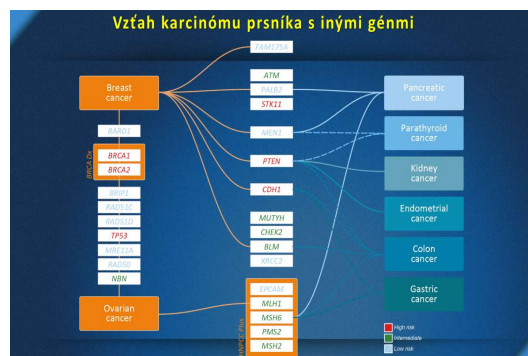 Vzťah karcinómu prsníka s inými génmi
FAM175A
Breast
cancer
ATM
PALB2
STK11
Pancreatic
cancer
BARD1
MEN1
Parathyroid
cancer
BRCA Dx
BRCA1
BRCA2
PTEN
Kidney
cancer
BRIP1
RAD51C
RAD51D
TP53
MRE11A
RAD50
NBN
CDH1
Endometrial
cancer
MUTYH
CHEK2
BLM
XRCC2
Colon
cancer
Ovarian
cancer
HNPCC Plus
EPCAM
MLH1
MSH6
PMS2
MSH2
Gastric
cancer
High risk
Intermediate
Low risk